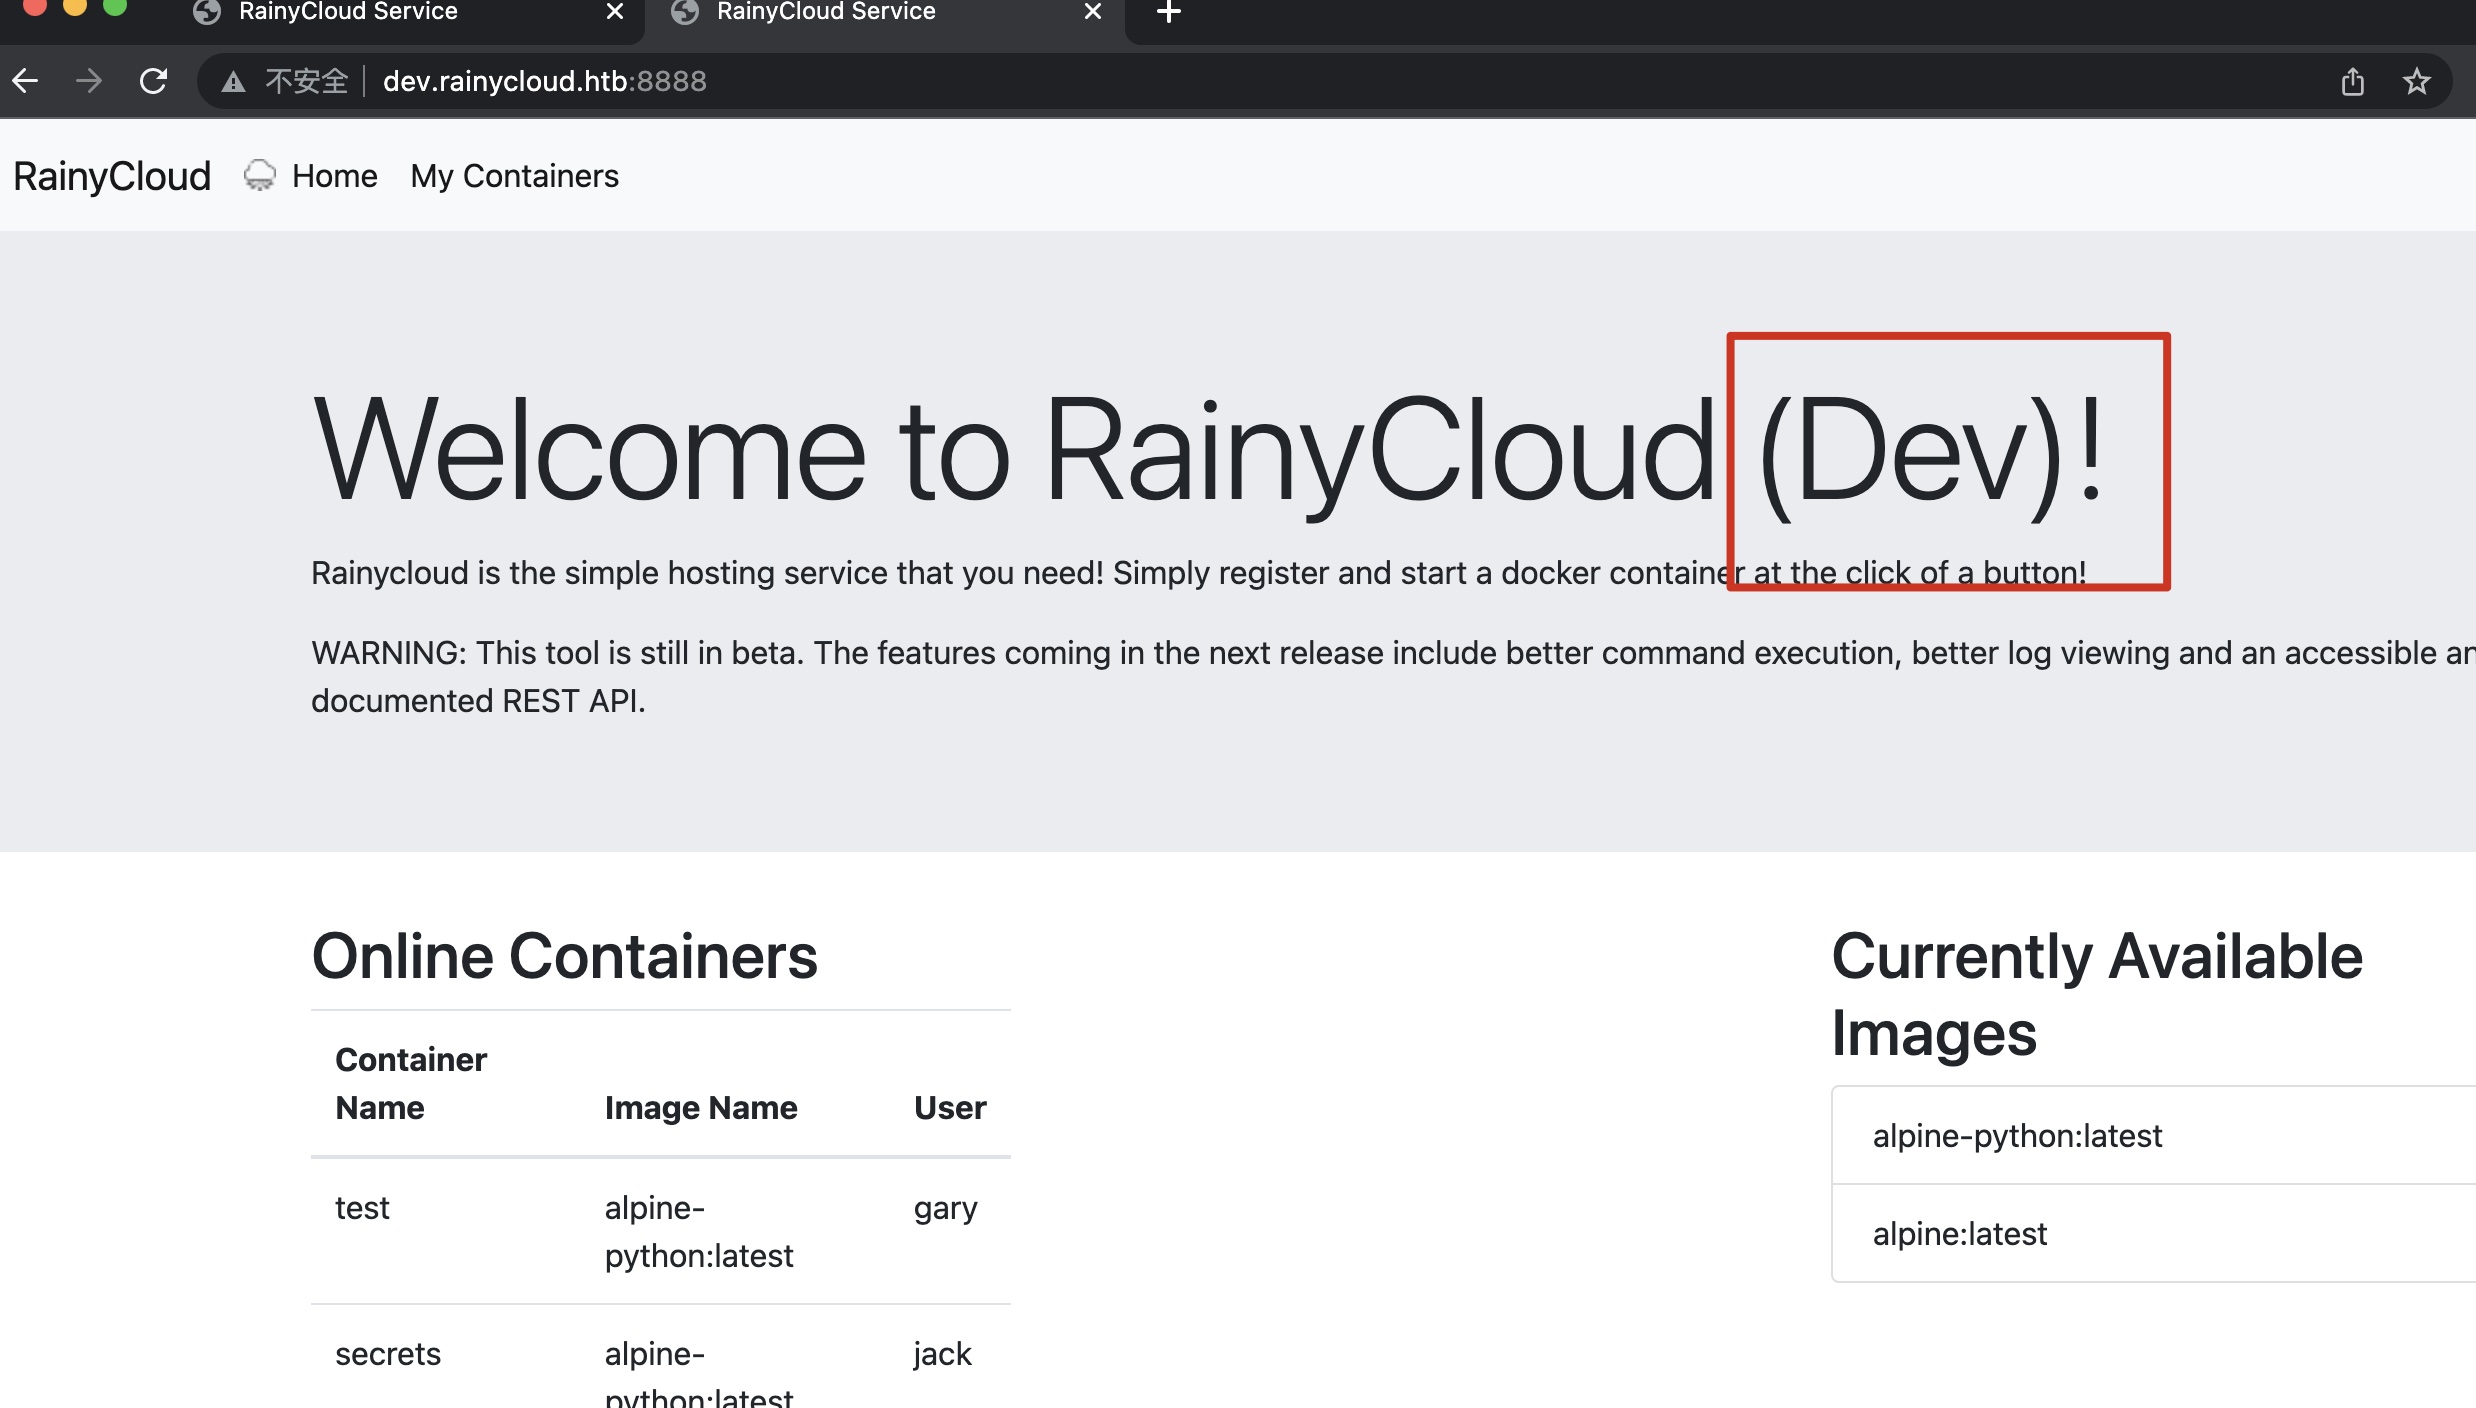 RainyCloud Service
RainyCloud Service
不安全 dev.rainycloud.htb:8888
RainyCloud Home My Containers
Welcome to RainyCloud (Dev)!
Rainycloud is the simple hosting service that you need! Simply register and start a docker container at the click of a button!
WARNING: This tool is still in beta. The features coming in the next release include better command execution, better log viewing and an accessible an
documented REST API.
Online Containers
Container
Name Image Name User
test alpine-
python:latest gary
secrets alpine-
python:latest jack
Currently Available
Images
alpine-python:latest
alpine:latest